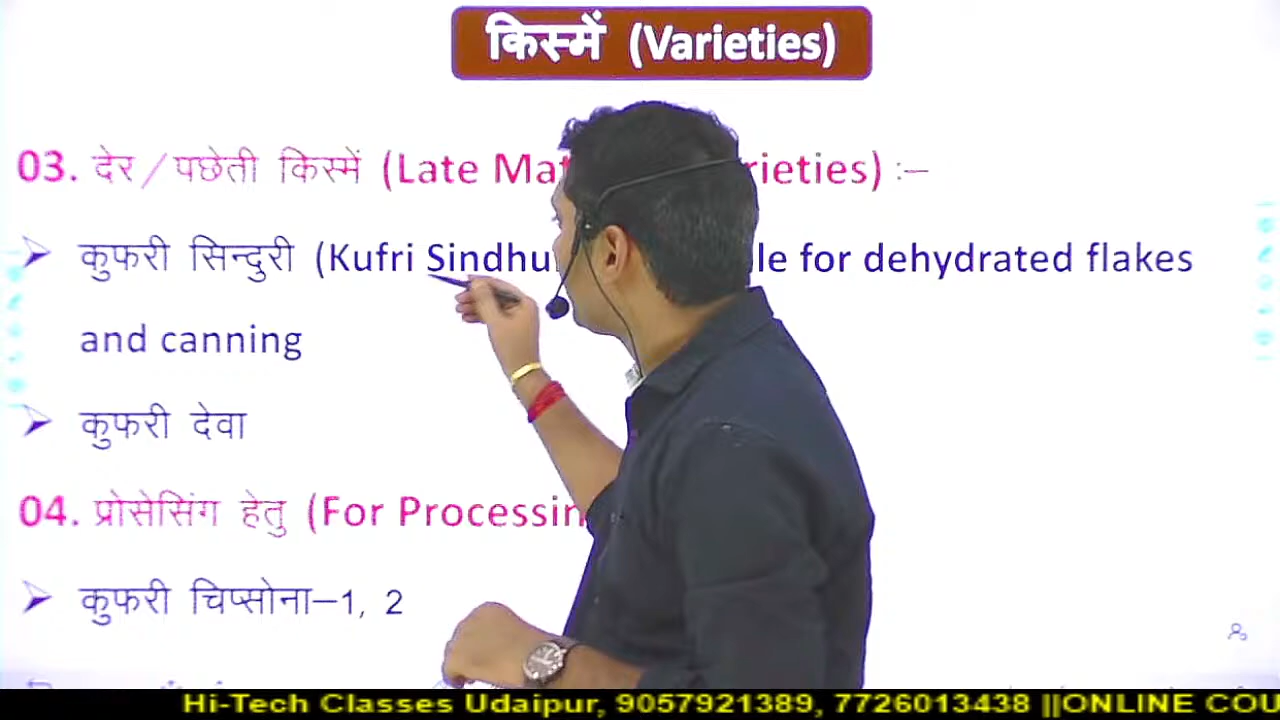 किस्में (Varieties)
03. देर/पछेती किस्में (Late Mat rieties) :–
कुफरी सिन्दुरी (Kufri Sindhu le for dehydrated flakes
and canning
कुफरी देवा
04. प्रोसेसिंग हेतु (For Processin
कुफरी चिप्सोना–1, 2
Hi-Tech Classes Udaipur, 9057921389, 7726013438 ||ONLINE COU